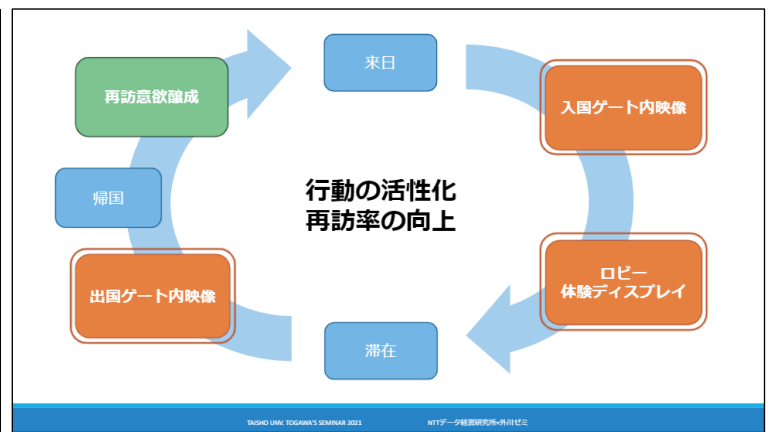 来日
入国ゲート内映像
ロビー
体験ディスプレイ
滞在
出国ゲート内映像
帰国
再訪意欲醸成
行動の活性化
再訪率の向上
TAISHO UNV. TOGAWA'S SEMINAR 2021
NTTデータ経営研究所×外川ゼミ